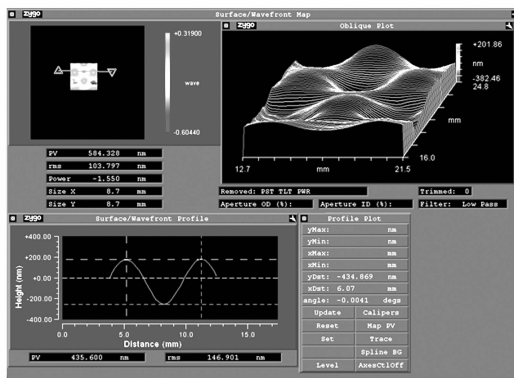 zygo Surface/Wavefront Map
+0.31900
wave
-0.60440
PV 584.328 nm
rms 103.797 nm
Power -1.550 nm
Size X 8.7 mm
Size Y 8.7 mm
zygo Oblique Plot
+201.86
nm
-382.46
24.8
mm
16.0
12.7 mm 21.5
Removed: PST TLT PWR Trimmed: 0
Aperture OD (%): Aperture ID (%): Filter: Low Pass
zygo Surface/Wavefront Profile
Height (nm)
+400.00
+200.00
+0.00
-200.00
-400.00
0.0 5.0 10.0 15.0
Distance (mm)
PV 435.600 nm rms 146.901 nm
Profile Plot
yMax: nm
yMin: nm
xMax: mm
xMin: mm
yDst: -434.869 nm
xDst: 6.07 mm
angle: -0.0041 degs
Update Calipers
Reset Map PV
Set Trace
Spline BG
Level AxesCtlOff